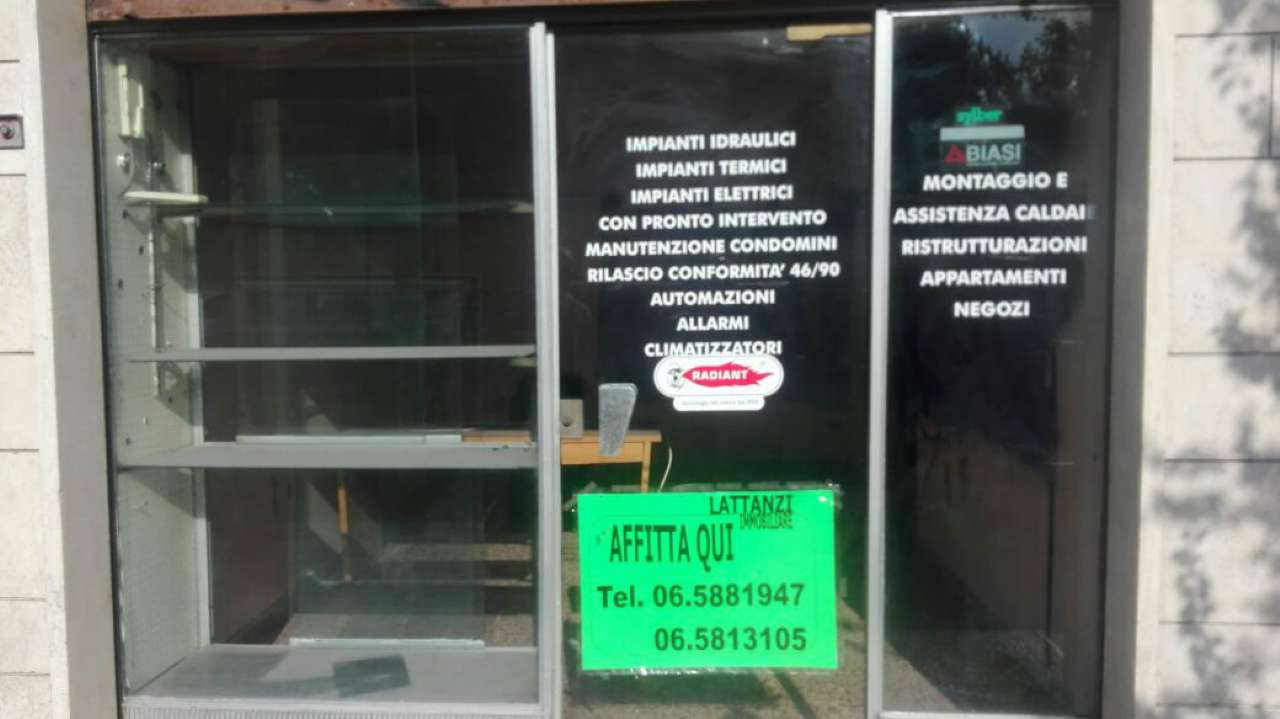 IMPIANTI IDRAULICI
IMPIANTI TERMICI
IMPIANTI ELETTRICI
CON PRONTO INTERVENTO
MANUTENZIONE CONDOMINI
RILASCIO CONFORMITA' 46/90
AUTOMAZIONI
ALLARMI
CLIMATIZZATORI
RADIANT
LATTANZI
IMMOBILIARE
AFFITTA QUI
Tel. 06.5881947
06.5813105
sylber
BIASI
MONTAGGIO E
ASSISTENZA CALDAIE
RISTRUTTURAZIONI
APPARTAMENTI
NEGOZI